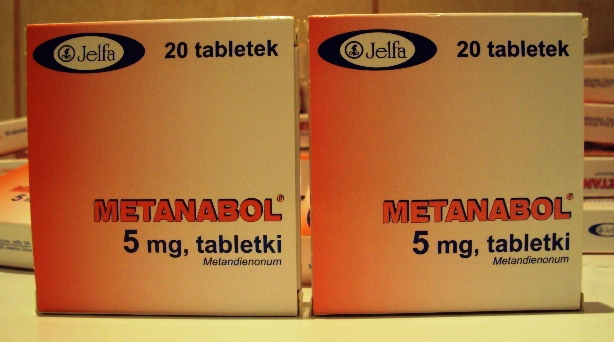 Jelfa 20 tabletek
METANABOL®
5 mg, tabletki
Metandienonum
Jelfa 20 tabletek
METANABOL®
5 mg, tabletki
Metandienonum